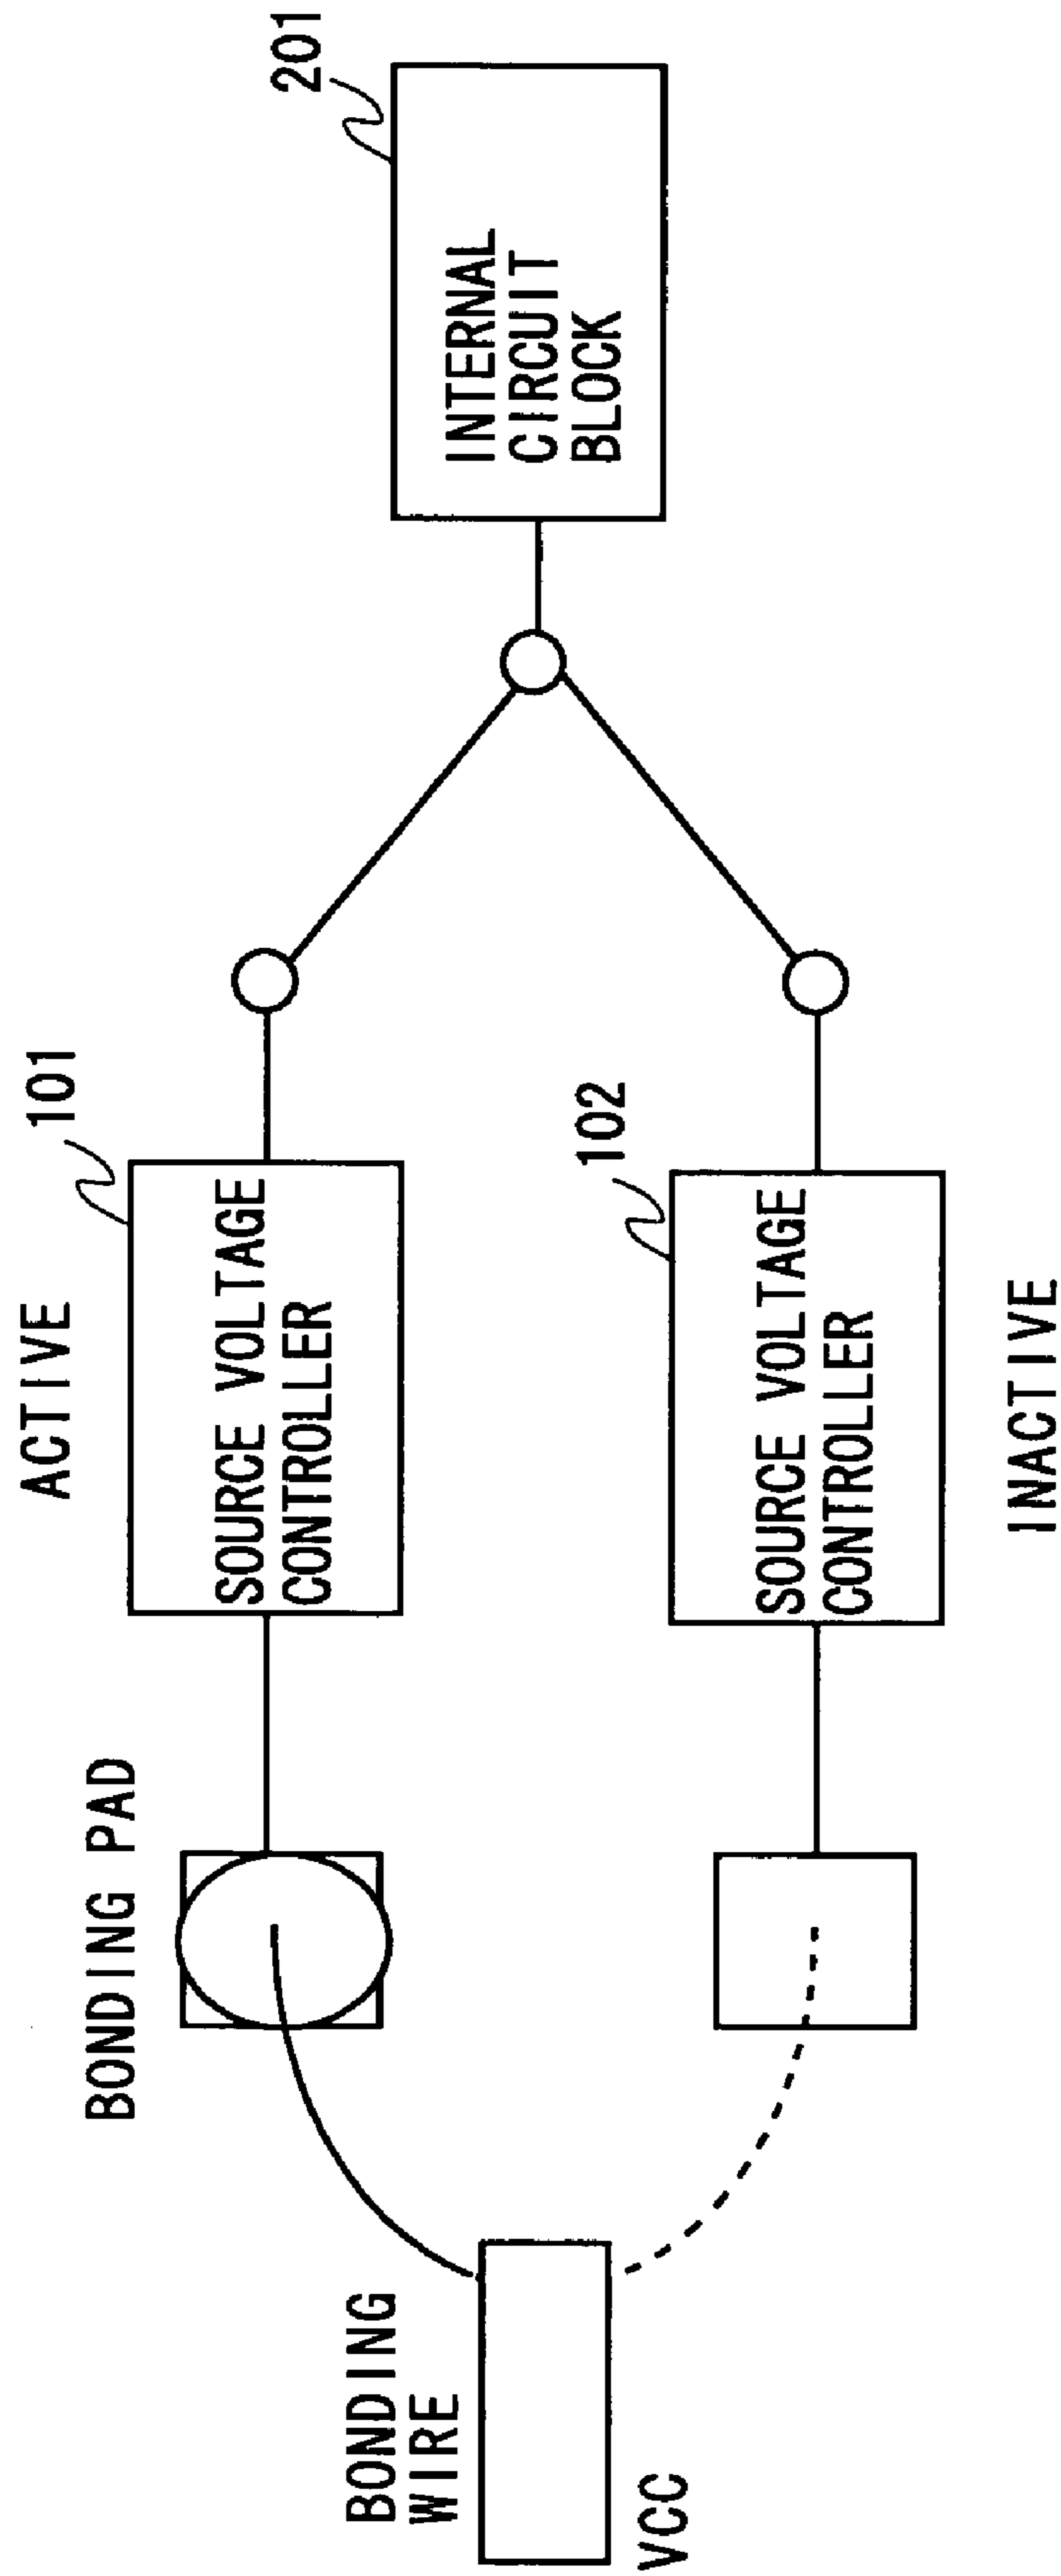 BONDING
WIRE
VCC
BONDING PAD
ACTIVE
101
SOURCE VOLTAGE
CONTROLLER
102
SOURCE VOLTAGE
CONTROLLER
INACTIVE
201
INTERNAL
CIRCUIT
BLOCK